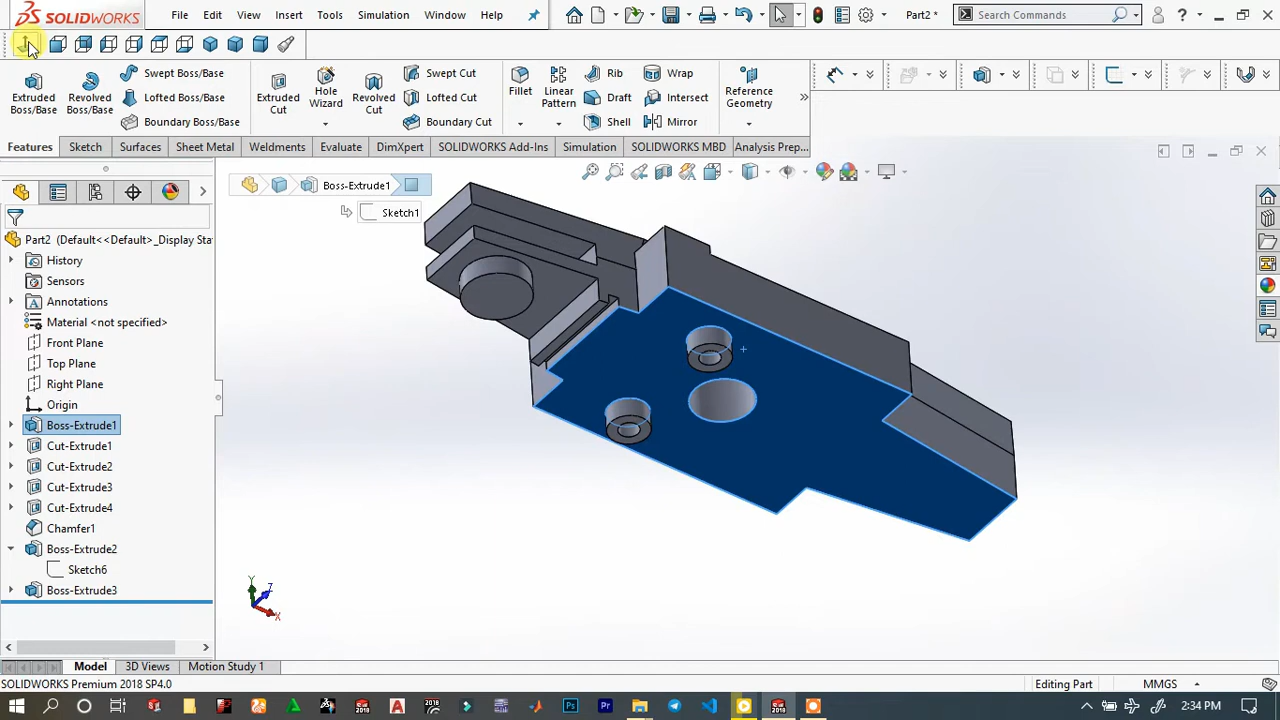 SOLIDWORKS File Edit View Insert Tools Simulation Window Help Part2 * Search Commands ?
Extruded Boss/Base Revolved Boss/Base Swept Boss/Base Lofted Boss/Base Boundary Boss/Base Extruded Cut Hole Wizard Revolved Cut Swept Cut Lofted Cut Boundary Cut Fillet Linear Pattern Rib Draft Shell Wrap Intersect Mirror Reference Geometry
Features Sketch Surfaces Sheet Metal Weldments Evaluate DimXpert SOLIDWORKS Add-Ins Simulation SOLIDWORKS MBD Analysis Prep...
Boss-Extrude1
Sketch1
Part2 (Default<<Default>_Display Sta
History
Sensors
Annotations
Material <not specified>
Front Plane
Top Plane
Right Plane
Origin
Boss-Extrude1
Cut-Extrude1
Cut-Extrude2
Cut-Extrude3
Cut-Extrude4
Chamfer1
Boss-Extrude2
Sketch6
Boss-Extrude3
Y Z X
Model 3D Views Motion Study 1
SOLIDWORKS Premium 2018 SP4.0 Editing Part MMGS
2:34 PM